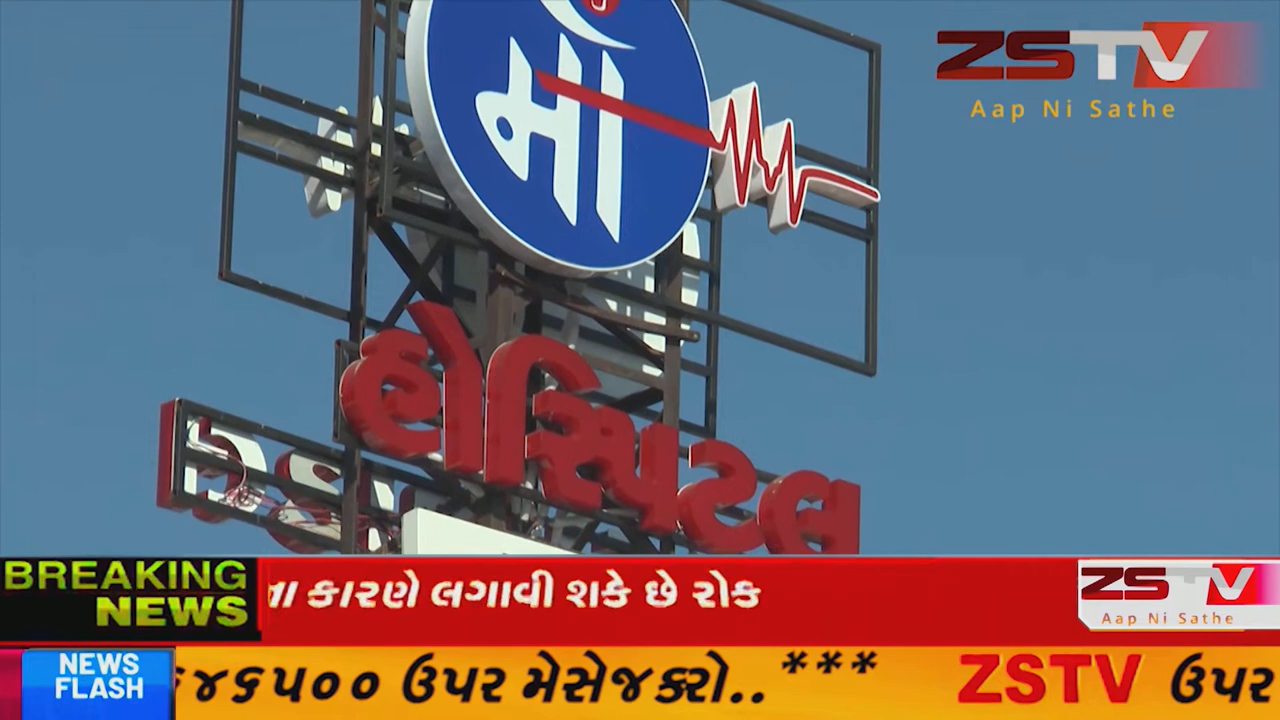 ZSTV
Aap Ni Sathe
માઁ
હોસ્પિટલ
BREAKING
NEWS
કારણે લગાવી શકે છે રોક
ZSTV
Aap Ni Sathe
NEWS
FLASH
૬૪૬૫૦૦ ઉપર મેસેજ કરો.. *** ZSTV ઉપર